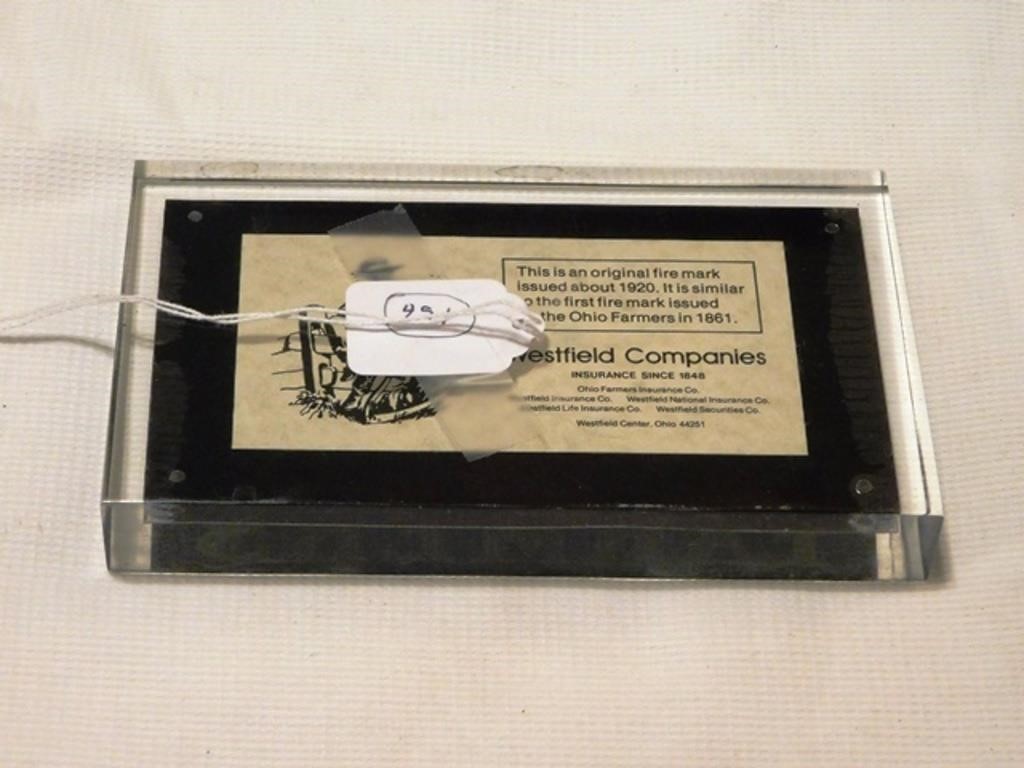 This is an original fire mark
issued about 1920. It is similar
the first fire mark issued
the Ohio Farmers in 1861.
Westfield Companies
INSURANCE SINCE 1848
Ohio Farmers Insurance Co.
Westfield Insurance Co. Westfield National Insurance Co.
Westfield Life Insurance Co. Westfield Securities Co.
Westfield Center, Ohio 44251